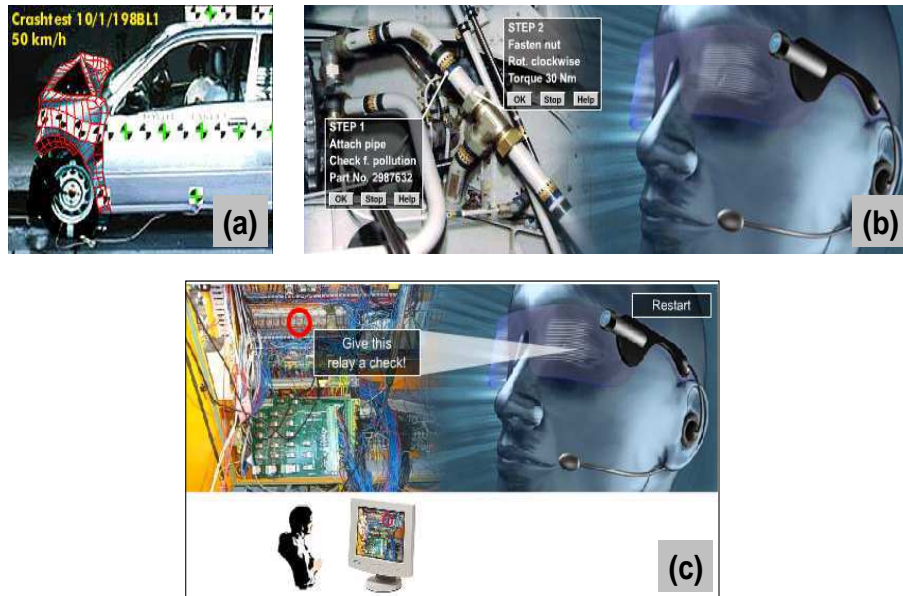 Crashtest 10/1/198BL1
50 km/h
(a)
STEP 1
Attach pipe
Check f. pollution
Part No. 2987632
OK Stop Help
STEP 2
Fasten nut
Rot. clockwise
Torque 30 Nm
OK Stop Help
(b)
Restart
Give this
relay a check!
(c)